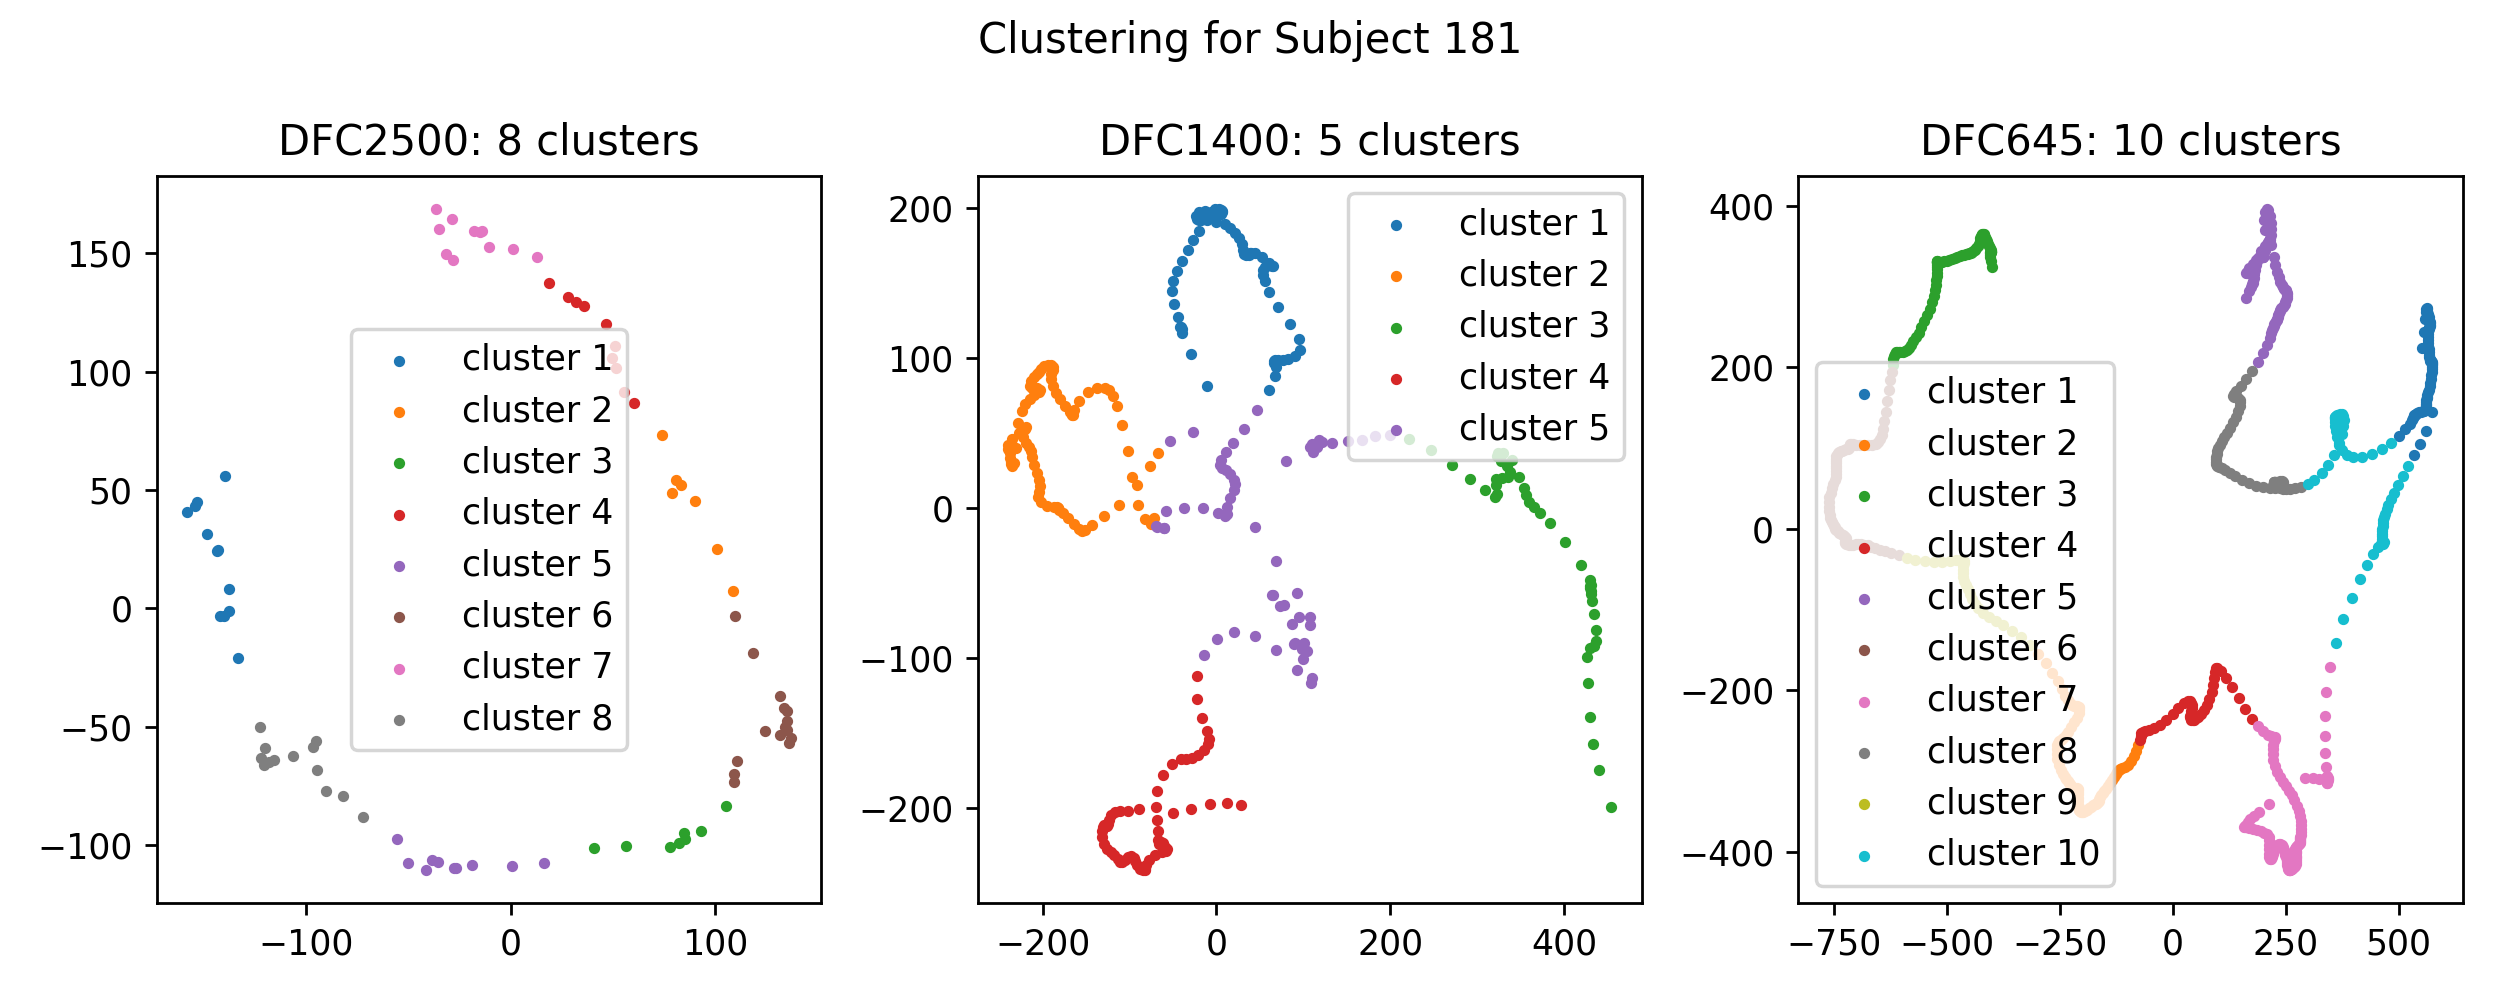 Clustering for Subject 181
DFC2500: 8 clusters
150
100
50
0
−50
−100
−100
0
100
cluster 1
cluster 2
cluster 3
cluster 4
cluster 5
cluster 6
cluster 7
cluster 8
DFC1400: 5 clusters
200
100
0
−100
−200
−200
0
200
400
cluster 1
cluster 2
cluster 3
cluster 4
cluster 5
DFC645: 10 clusters
400
200
0
−200
−400
−750
−500
−250
0
250
500
cluster 1
cluster 2
cluster 3
cluster 4
cluster 5
cluster 6
cluster 7
cluster 8
cluster 9
cluster 10